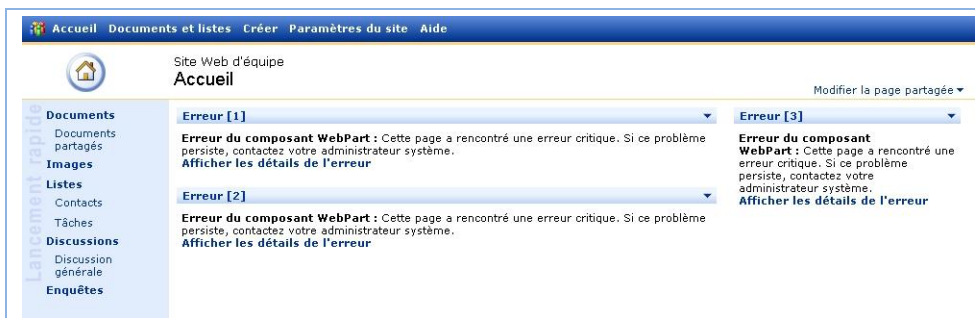 Accueil Documents et listes Créer Paramètres du site Aide
Site Web d'équipe
Accueil
Modifier la page partagée
Lancement rapide
Documents
Documents
partagés
Images
Listes
Contacts
Tâches
Discussions
Discussion
générale
Enquêtes
Erreur [1]
Erreur du composant WebPart : Cette page a rencontré une erreur critique. Si ce problème
persiste, contactez votre administrateur système.
Afficher les détails de l'erreur
Erreur [2]
Erreur du composant WebPart : Cette page a rencontré une erreur critique. Si ce problème
persiste, contactez votre administrateur système.
Afficher les détails de l'erreur
Erreur [3]
Erreur du composant
WebPart : Cette page a rencontré une
erreur critique. Si ce problème
persiste, contactez votre
administrateur système.
Afficher les détails de l'erreur